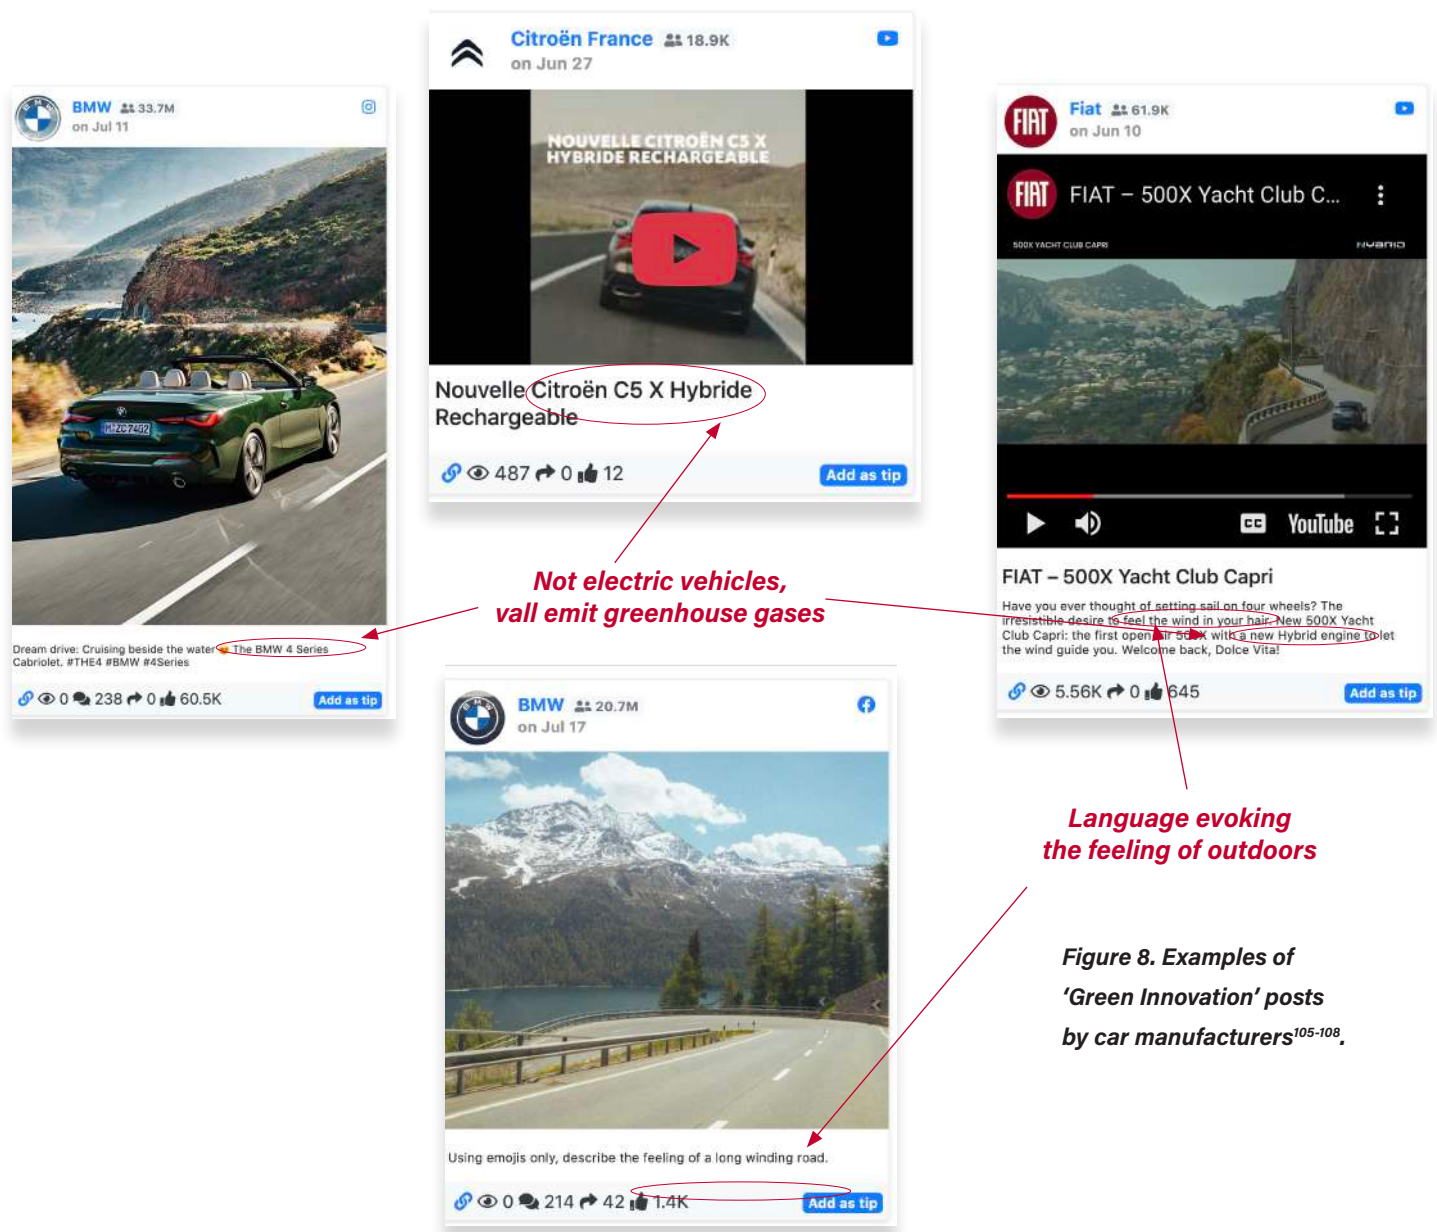 BMW 33.7M
on Jul 11
M:ZC 7402
Dream drive: Cruising beside the water The BMW 4 Series
Cabriolet. #THE4 #BMW #4Series
0 238 0 60.5K
Add as tip
Citroën France 18.9K
on Jun 27
NOUVELLE CITROËN C5 X
HYBRIDE RECHARGEABLE
Nouvelle Citroën C5 X Hybride
Rechargeable
487 0 12
Add as tip
FIAT
Fiat 61.9K
on Jun 10
FIAT
FIAT – 500X Yacht Club C...
500X YACHT CLUB CAPRI
HYBRID
CC YouTube
FIAT – 500X Yacht Club Capri
Have you ever thought of setting sail on four wheels? The
irresistible desire to feel the wind in your hair. New 500X Yacht
Club Capri: the first open air 500X with a new Hybrid engine to let
the wind guide you. Welcome back, Dolce Vita!
5.56K 0 645
Add as tip
Not electric vehicles,
vall emit greenhouse gases
BMW 20.7M
on Jul 17
Using emojis only, describe the feeling of a long winding road.
0 214 42 1.4K
Add as tip
Language evoking
the feeling of outdoors
Figure 8. Examples of
‘Green Innovation’ posts
by car manufacturers105-108.